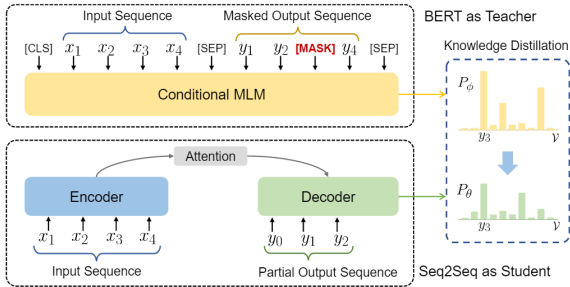 Input Sequence
Masked Output Sequence
BERT as Teacher
[CLS] x₁ x₂ x₃ x₄ [SEP] y₁ y₂ [MASK] y₄ [SEP]
Conditional MLM
Knowledge Distillation
P_ϕ
y₃
𝒱
Attention
Encoder
Decoder
P_θ
y₃
𝒱
x₁ x₂ x₃ x₄
y₀ y₁ y₂
Input Sequence
Partial Output Sequence
Seq2Seq as Student